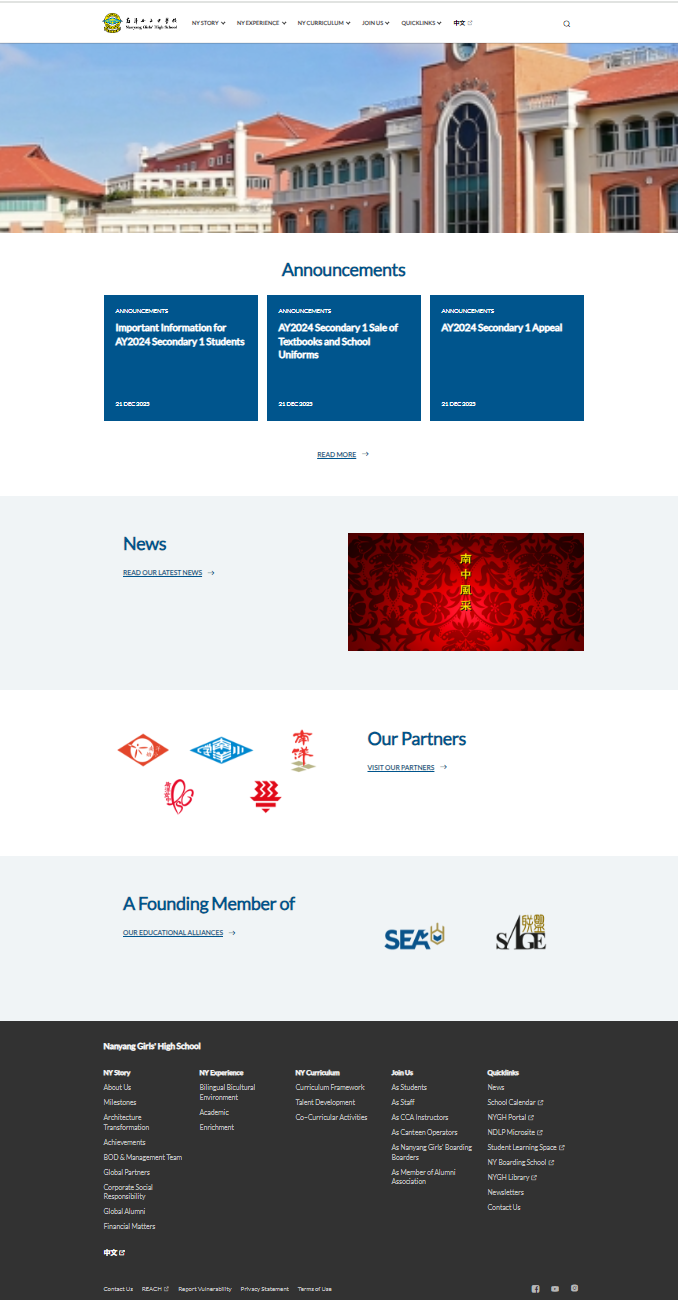 Nanyang Girls' High School
NY STORY
NY EXPERIENCE
NY CURRICULUM
JOIN US
QUICKLINKS
中文
Announcements
ANNOUNCEMENTS
Important Information for
AY2024 Secondary 1 Students
21 DEC 2023
ANNOUNCEMENTS
AY2024 Secondary 1 Sale of
Textbooks and School
Uniforms
21 DEC 2023
ANNOUNCEMENTS
AY2024 Secondary 1 Appeal
21 DEC 2023
READ MORE
News
READ OUR LATEST NEWS
南
中
風
采
南
洋
Our Partners
VISIT OUR PARTNERS
A Founding Member of
OUR EDUCATIONAL ALLIANCES
SEA
SAGE
Nanyang Girls' High School
NY Story
About Us
Milestones
Architecture
Transformation
Achievements
BOD & Management Team
Global Partners
Corporate Social
Responsibility
Global Alumni
Financial Matters
NY Experience
Bilingual Bicultural
Environment
Academic
Enrichment
NY Curriculum
Curriculum Framework
Talent Development
Co-Curricular Activities
Join Us
As Students
As Staff
As CCA Instructors
As Canteen Operators
As Nanyang Girls' Boarding
Boarders
As Member of Alumni
Association
Quicklinks
News
School Calendar
NYGH Portal
NDLP Microsite
Student Learning Space
NY Boarding School
NYGH Library
Newsletters
Contact Us
中文
Contact Us
REACH
Report Vulnerability
Privacy Statement
Terms of Use